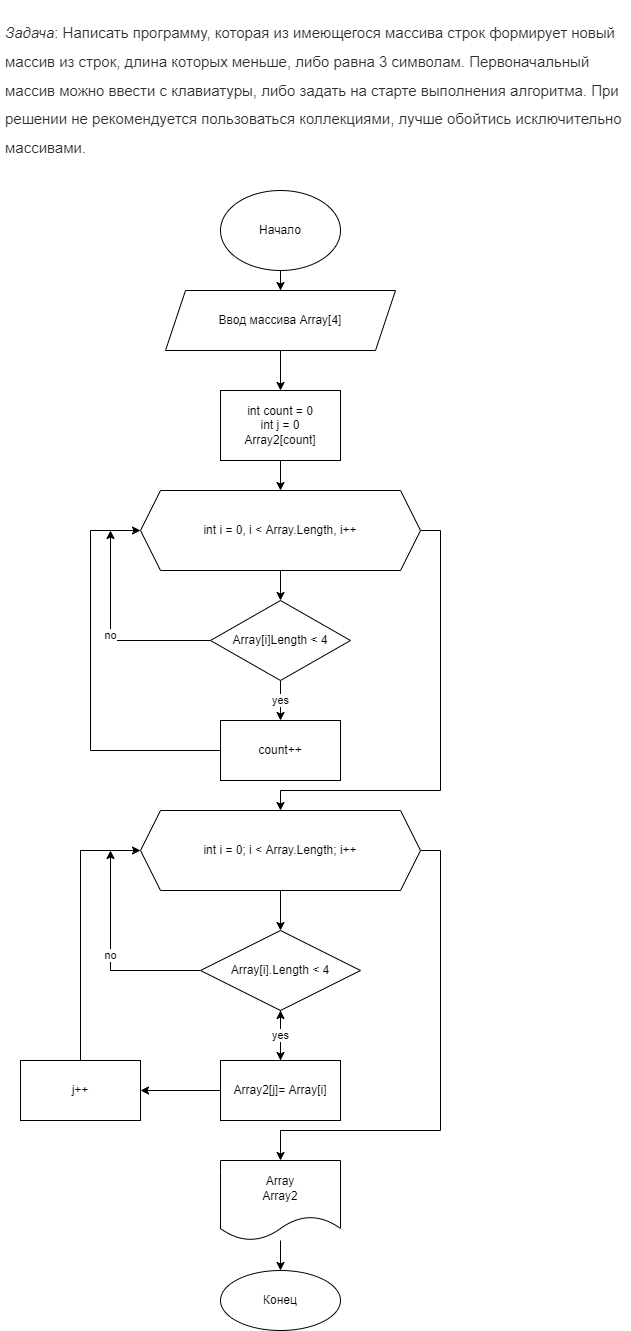 Задача: Написать программу, которая из имеющегося массива строк формирует новый
массив из строк, длина которых меньше, либо равна 3 символам. Первоначальный
массив можно ввести с клавиатуры, либо задать на старте выполнения алгоритма. При
решении не рекомендуется пользоваться коллекциями, лучше обойтись исключительно
массивами.
Начало
Ввод массива Array[4]
int count = 0
int j = 0
Array2[count]
int i = 0, i < Array.Length, i++
Array[i]Length < 4
no
yes
count++
int i = 0; i < Array.Length; i++
Array[i].Length < 4
no
yes
Array2[j]= Array[i]
j++
Array
Array2
Конец